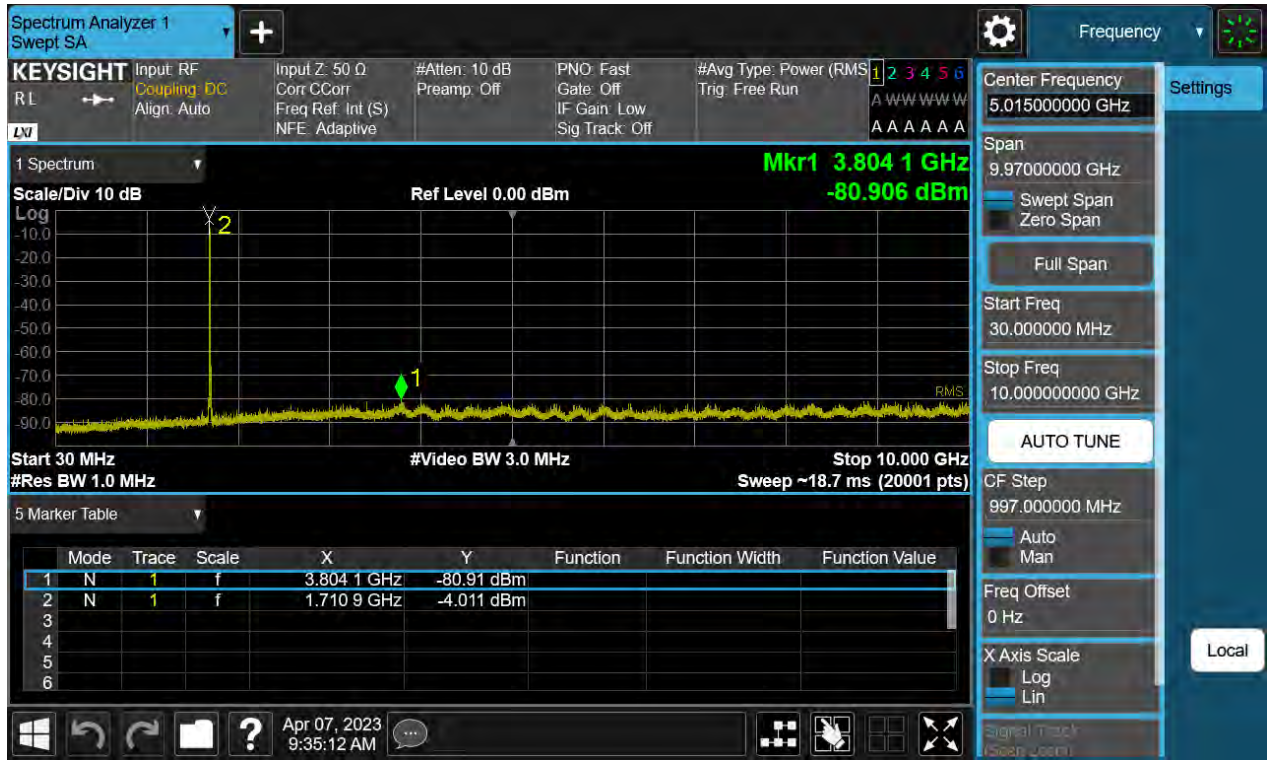 Spectrum Analyzer 1
Swept SA
+
Frequency
KEYSIGHT
RL
LXI
Input: RF
Coupling: DC
Align: Auto
Input Z: 50 Ω
Corr CCorr
Freq Ref: Int (S)
NFE: Adaptive
#Atten: 10 dB
Preamp: Off
PNO: Fast
Gate: Off
IF Gain: Low
Sig Track: Off
#Avg Type: Power (RMS
Trig: Free Run
1 2 3 4 5 6
A W W W W W
A A A A A A
Center Frequency
5.015000000 GHz
Settings
Span
9.97000000 GHz
Swept Span
Zero Span
Full Span
Start Freq
30.000000 MHz
Stop Freq
10.000000000 GHz
AUTO TUNE
CF Step
997.000000 MHz
Auto
Man
Freq Offset
0 Hz
X Axis Scale
Log
Lin
Signal Track
(Span Zoom)
Local
1 Spectrum
Mkr1 3.804 1 GHz
-80.906 dBm
Scale/Div 10 dB
Ref Level 0.00 dBm
Log
-10.0
-20.0
-30.0
-40.0
-50.0
-60.0
-70.0
-80.0
-90.0
2
1
RMS
Start 30 MHz
#Video BW 3.0 MHz
Stop 10.000 GHz
#Res BW 1.0 MHz
Sweep ~18.7 ms (20001 pts)
5 Marker Table
Mode Trace Scale X Y Function Function Width Function Value
1 N 1 f 3.804 1 GHz -80.91 dBm
2 N 1 f 1.710 9 GHz -4.011 dBm
3
4
5
6
?
Apr 07, 2023
9:35:12 AM